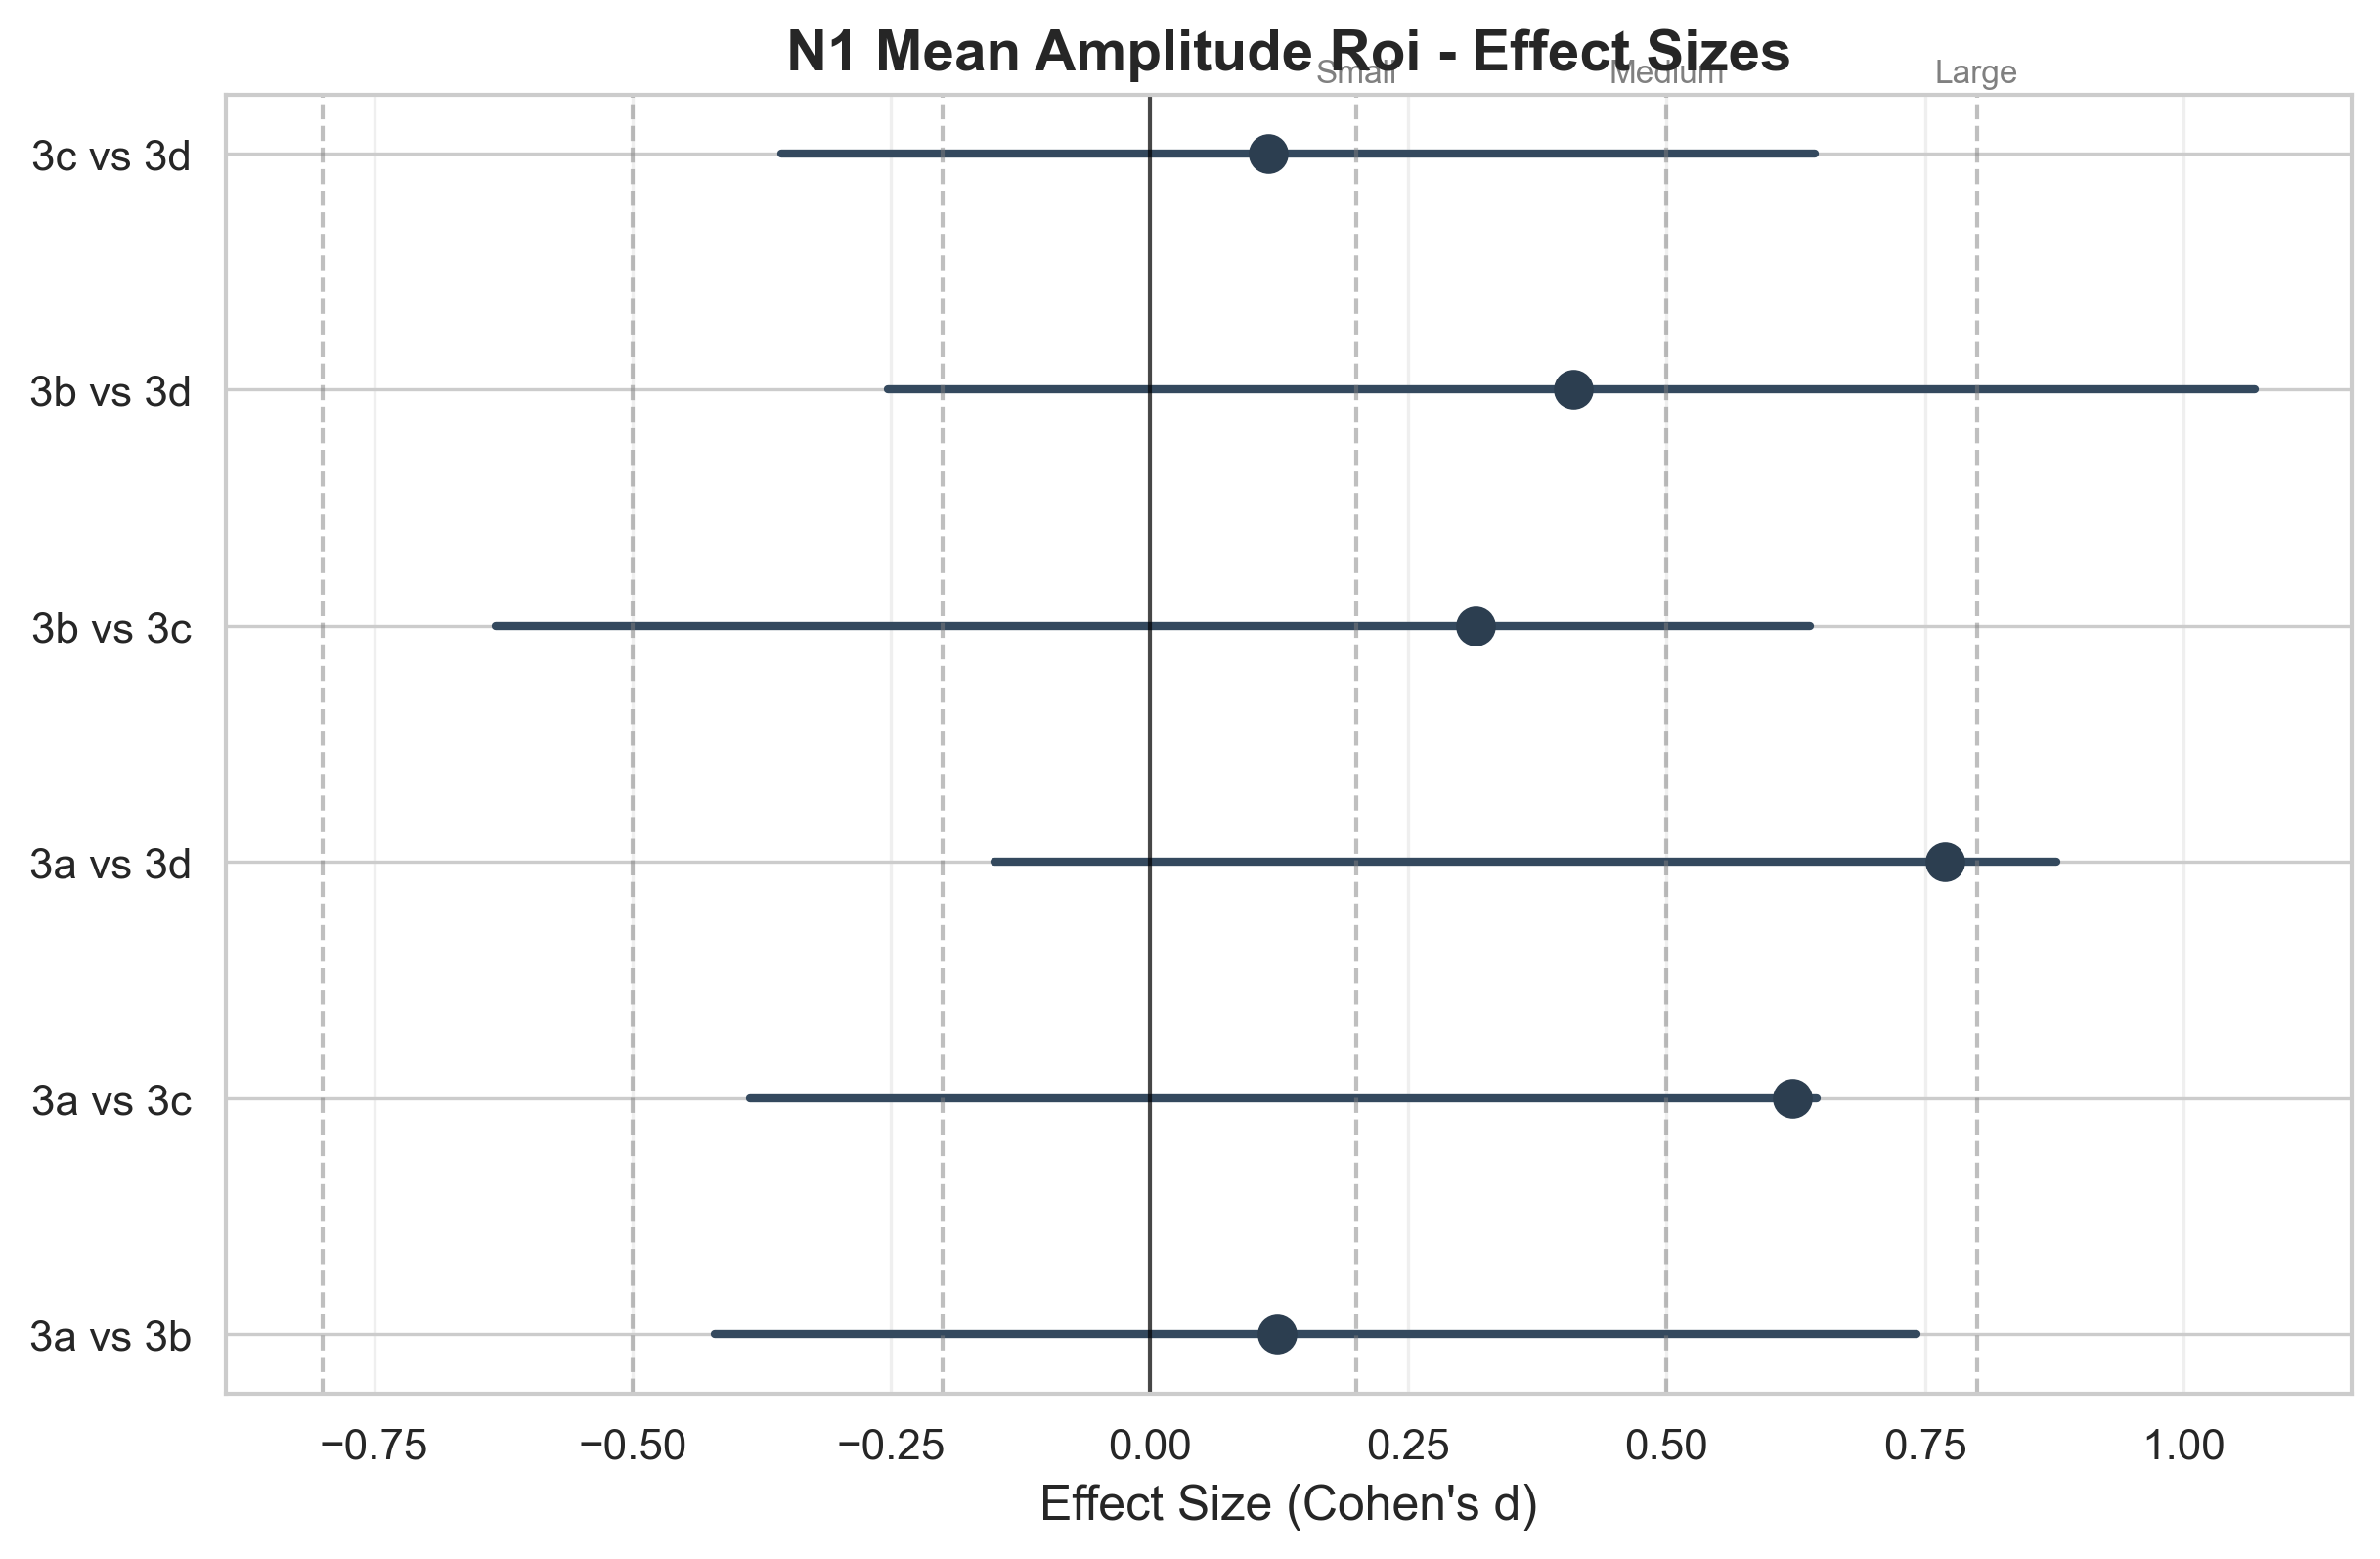 N1 Mean Amplitude Roi - Effect Sizes
Small Medium Large
3c vs 3d
3b vs 3d
3b vs 3c
3a vs 3d
3a vs 3c
3a vs 3b
−0.75 −0.50 −0.25 0.00 0.25 0.50 0.75 1.00
Effect Size (Cohen's d)